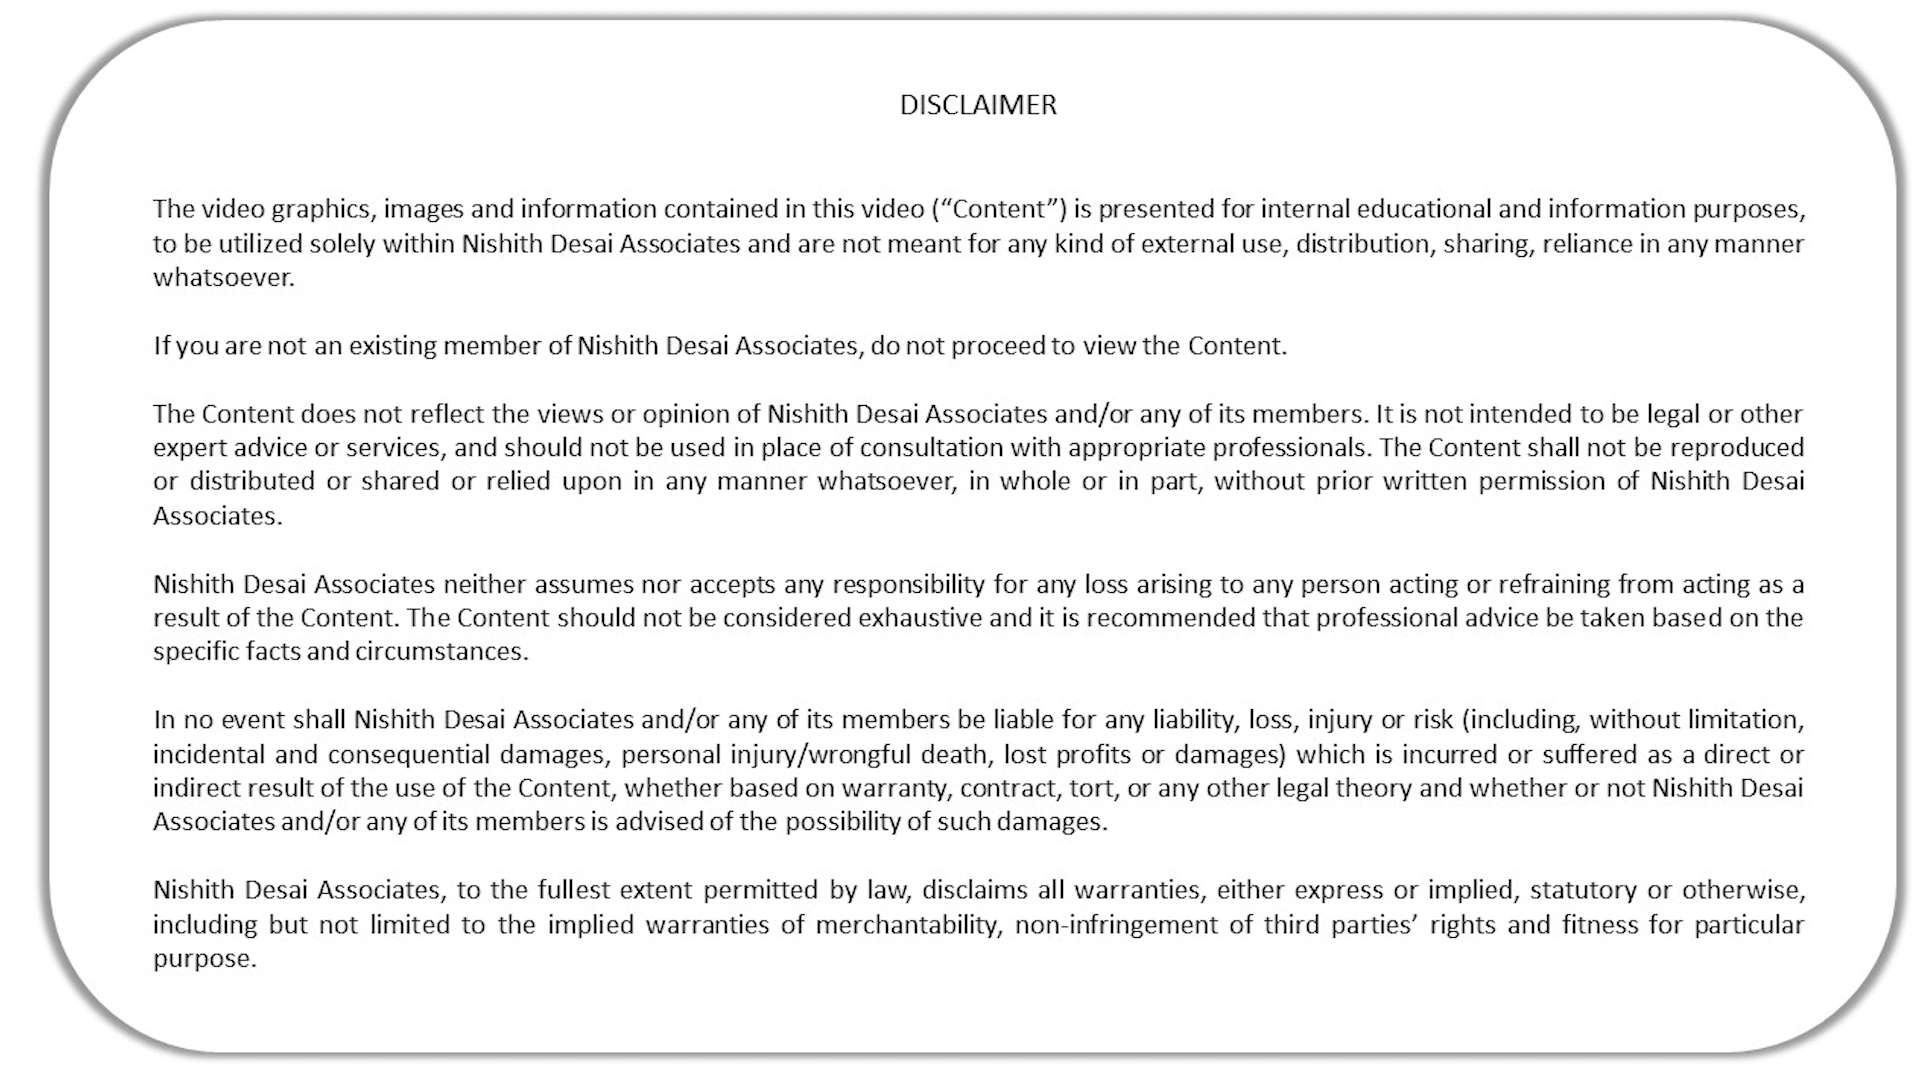 DISCLAIMER
The video graphics, images and information contained in this video (“Content”) is presented for internal educational and information purposes,
to be utilized solely within Nishith Desai Associates and are not meant for any kind of external use, distribution, sharing, reliance in any manner
whatsoever.
If you are not an existing member of Nishith Desai Associates, do not proceed to view the Content.
The Content does not reflect the views or opinion of Nishith Desai Associates and/or any of its members. It is not intended to be legal or other
expert advice or services, and should not be used in place of consultation with appropriate professionals. The Content shall not be reproduced
or distributed or shared or relied upon in any manner whatsoever, in whole or in part, without prior written permission of Nishith Desai
Associates.
Nishith Desai Associates neither assumes nor accepts any responsibility for any loss arising to any person acting or refraining from acting as a
result of the Content. The Content should not be considered exhaustive and it is recommended that professional advice be taken based on the
specific facts and circumstances.
In no event shall Nishith Desai Associates and/or any of its members be liable for any liability, loss, injury or risk (including, without limitation,
incidental and consequential damages, personal injury/wrongful death, lost profits or damages) which is incurred or suffered as a direct or
indirect result of the use of the Content, whether based on warranty, contract, tort, or any other legal theory and whether or not Nishith Desai
Associates and/or any of its members is advised of the possibility of such damages.
Nishith Desai Associates, to the fullest extent permitted by law, disclaims all warranties, either express or implied, statutory or otherwise,
including but not limited to the implied warranties of merchantability, non-infringement of third parties’ rights and fitness for particular
purpose.